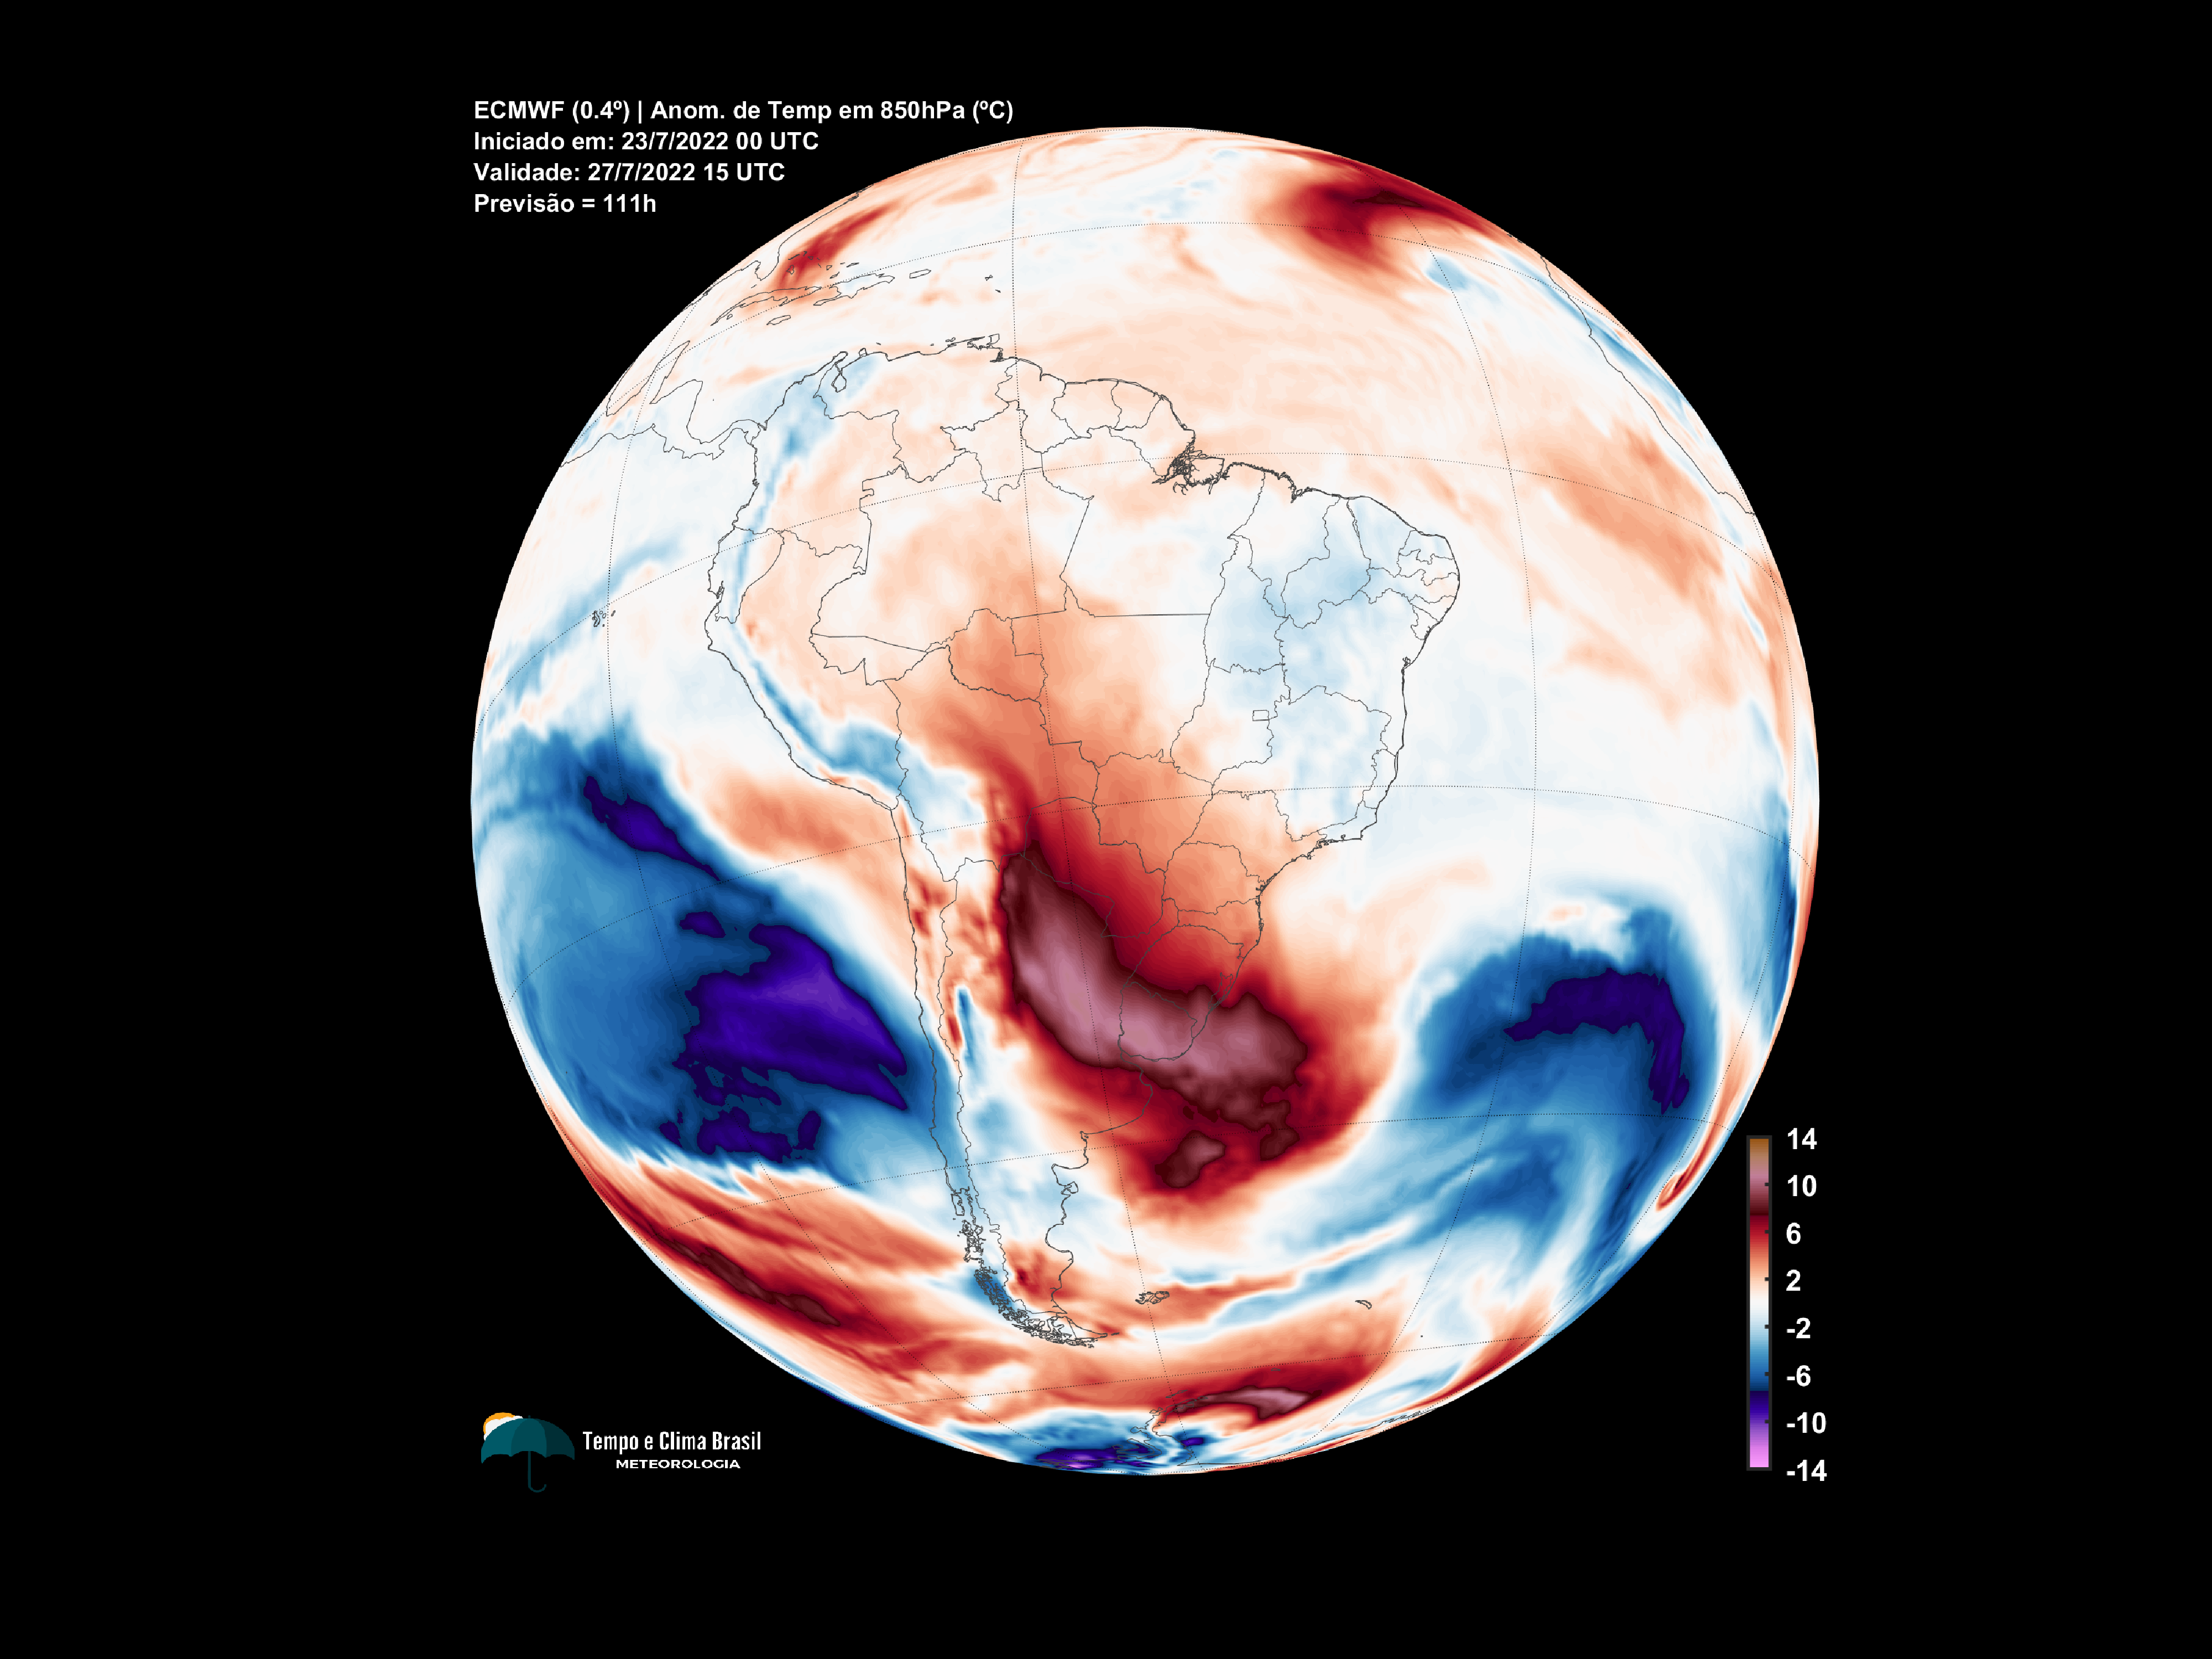 ECMWF (0.4º) | Anom. de Temp em 850hPa (ºC)
Iniciado em: 23/7/2022 00 UTC
Validade: 27/7/2022 15 UTC
Previsão = 111h
14
10
6
2
-2
-6
-10
-14
Tempo e Clima Brasil
METEOROLOGIA